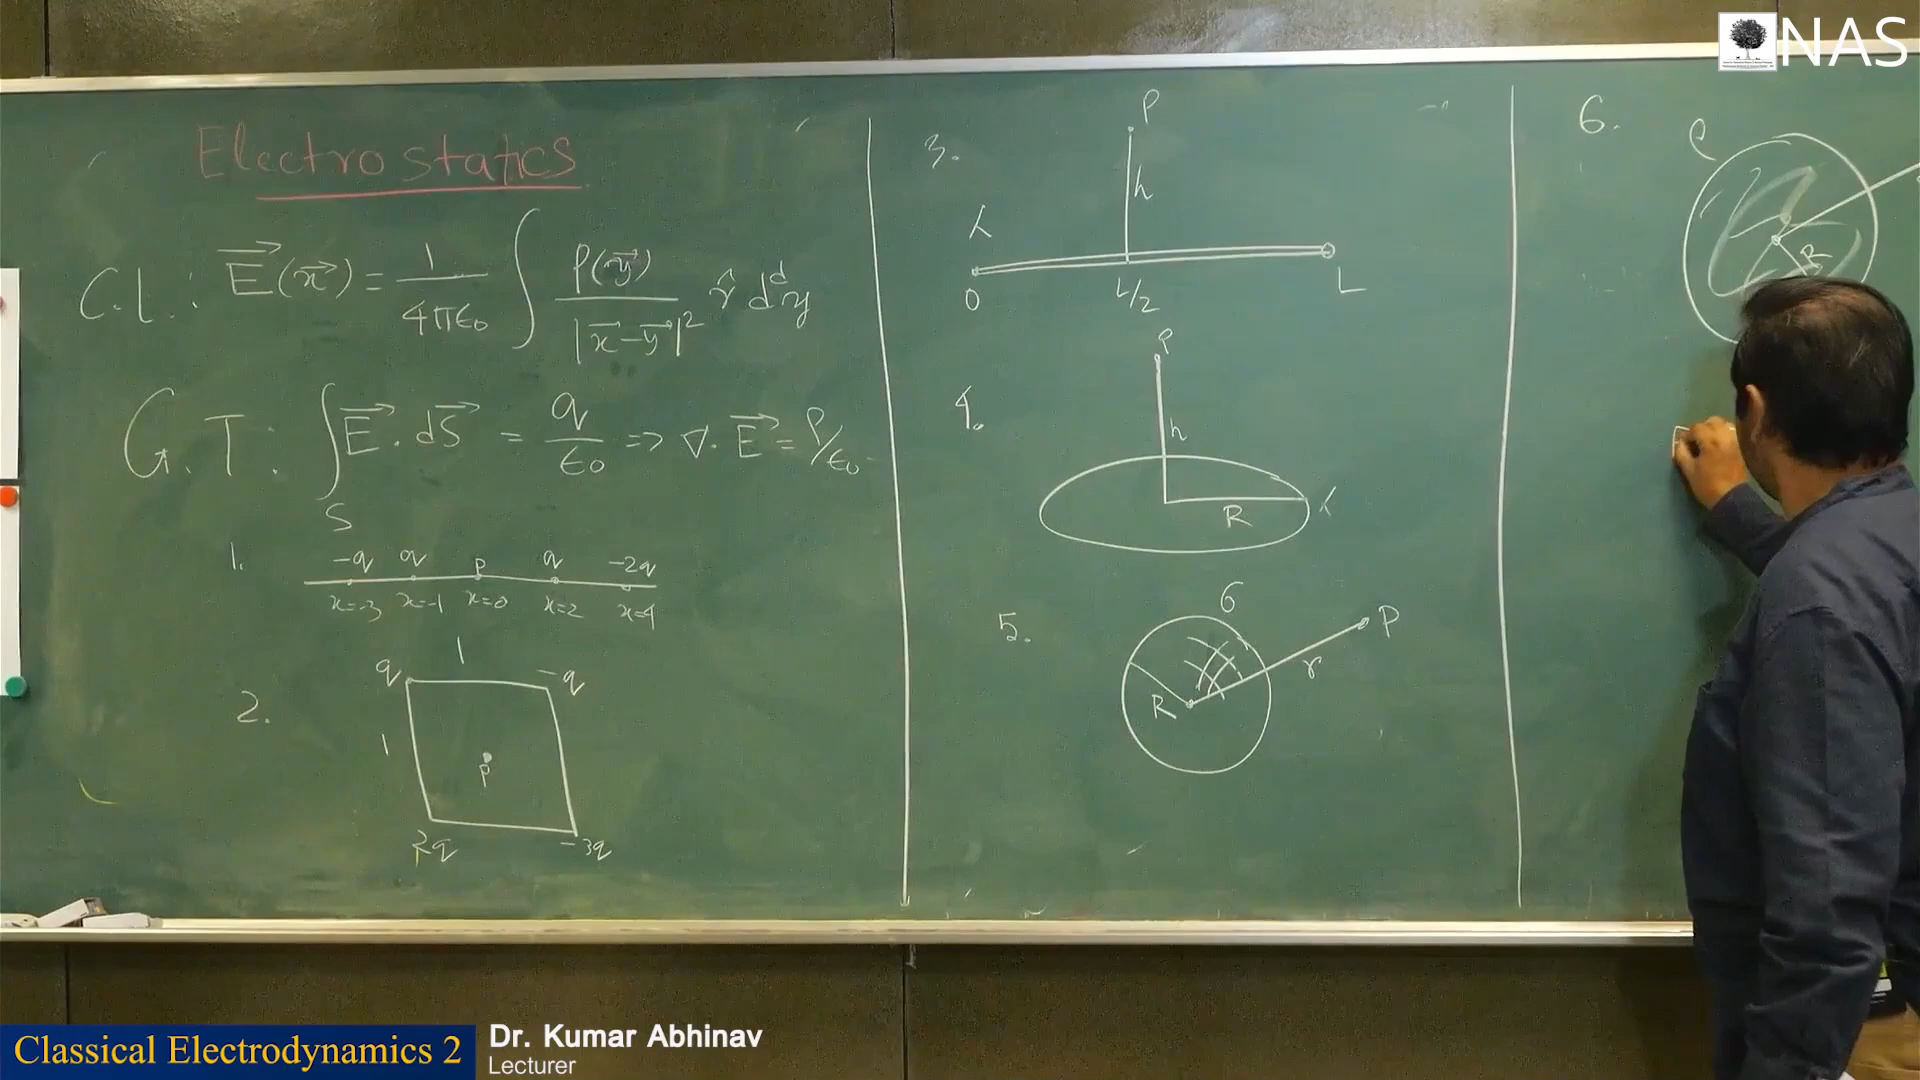 Electrostatics
C.L.: E⃗(x⃗) = 1/4πϵ₀ ∫ ρ(y⃗)/|x⃗-y⃗|² r̂ dᵈy
G.T: ∫_S E⃗. dS⃗ = q/ϵ₀ => ∇. E⃗ = ρ/ϵ₀
1.
-q q P q -2q
x=-3 x=-1 x=0 x=2 x=4
2.
q 1 -q
1
P
2q -3q
3.
P
h
λ
0 L/2 L
4.
P
h
R λ
5.
σ
P
r
R
6.
ρ
R
NAS
Classical Electrodynamics 2
Dr. Kumar Abhinav
Lecturer